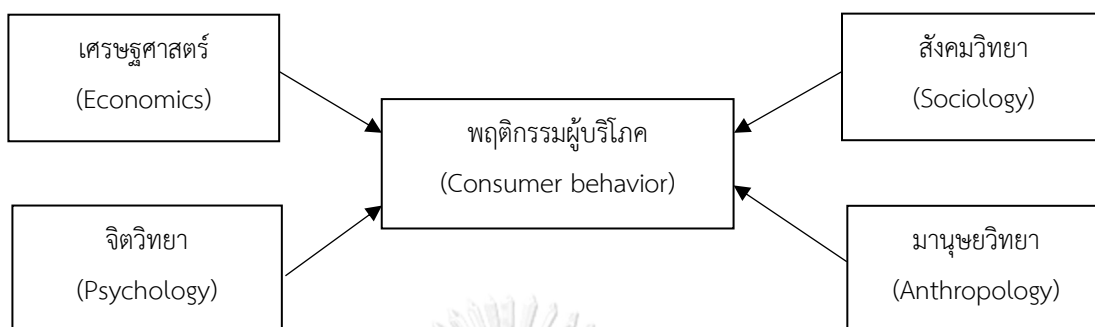 เศรษฐศาสตร์
(Economics)
สังคมวิทยา
(Sociology)
พฤติกรรมผู้บริโภค
(Consumer behavior)
จิตวิทยา
(Psychology)
มานุษยวิทยา
(Anthropology)